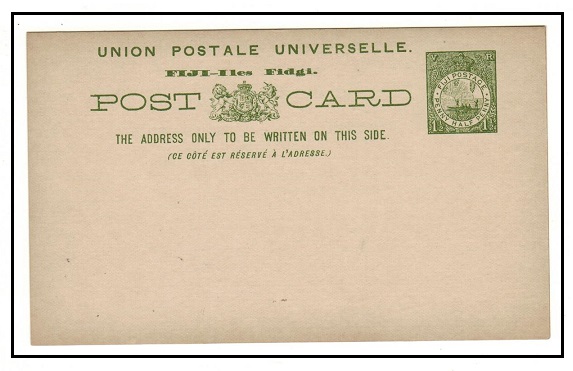 UNION POSTALE UNIVERSELLE.
FIJI-Iles Fidgi.
POST CARD
THE ADDRESS ONLY TO BE WRITTEN ON THIS SIDE.
(CE CÔTÉ EST RÉSERVÉ À L'ADRESSE.)
V R
FIJI POSTAGE
PENNY HALF PENNY
1½ 1½